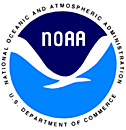 NATIONAL OCEANIC AND ATMOSPHERIC ADMINISTRATION
NOAA
U.S. DEPARTMENT OF COMMERCE